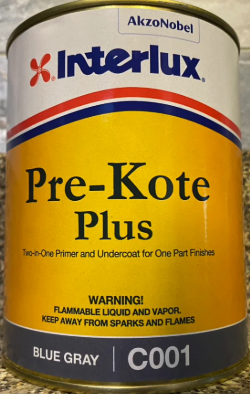 AkzoNobel
Interlux
Pre-Kote
Plus
Two-in-One Primer and Undercoat for One Part Finishes
WARNING!
FLAMMABLE LIQUID AND VAPOR.
KEEP AWAY FROM SPARKS AND FLAMES
BLUE GRAY | C001